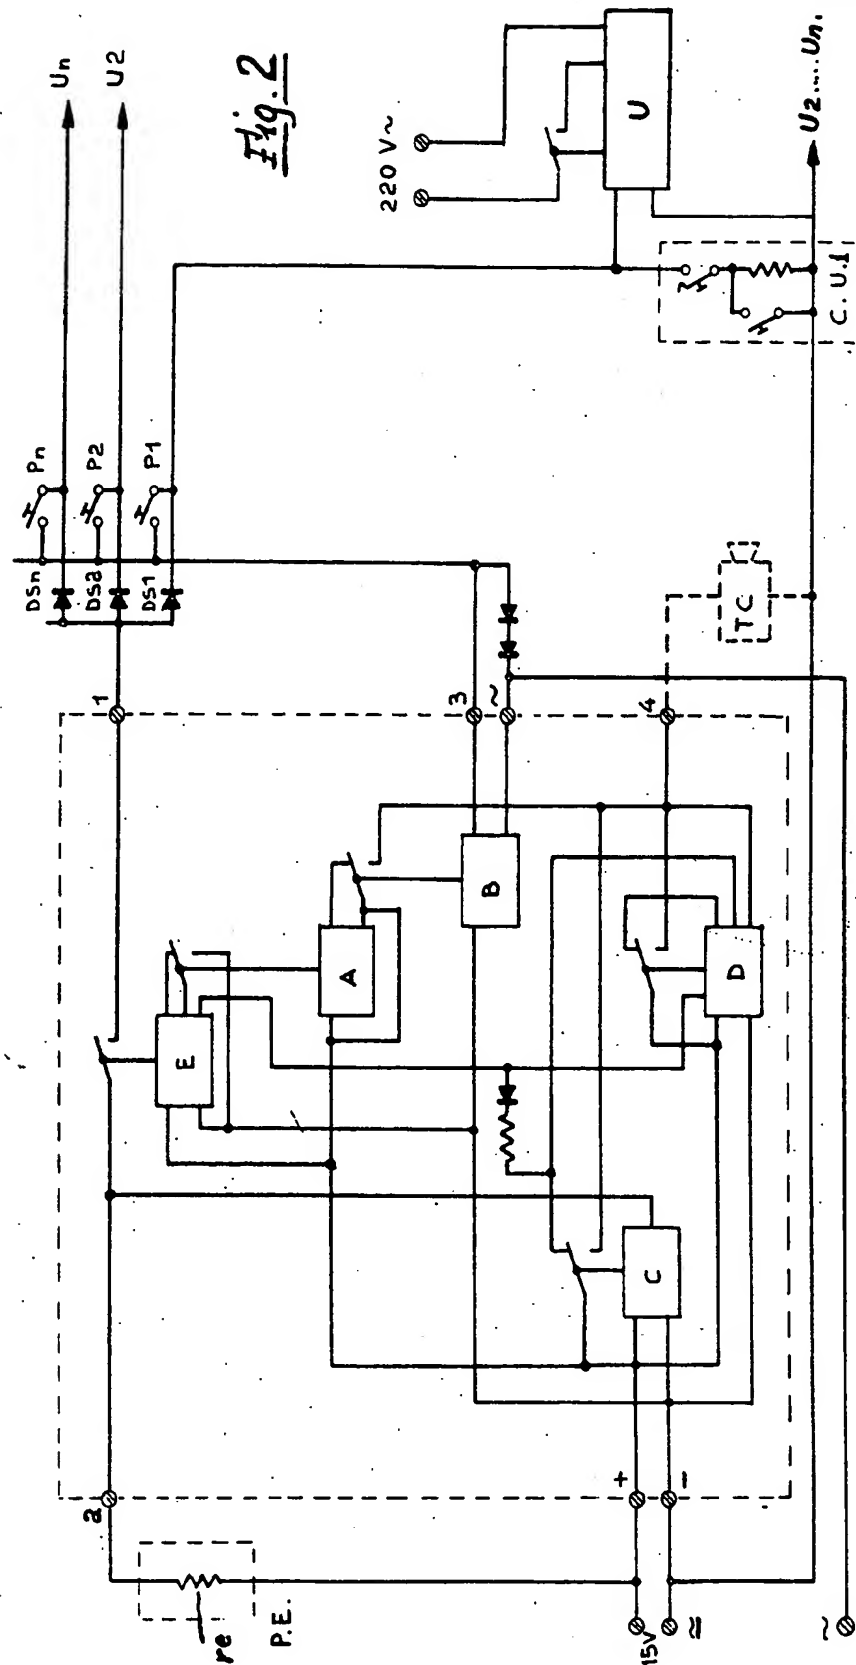 Fig. 2
Un
U2
Pn
P2
P1
DSn
DS2
DS1
220 V~
U
U2....Un.
C. U.1
TC
1
3
~
4
E
A
B
D
C
2
+
-
re
P.E.
15V
~